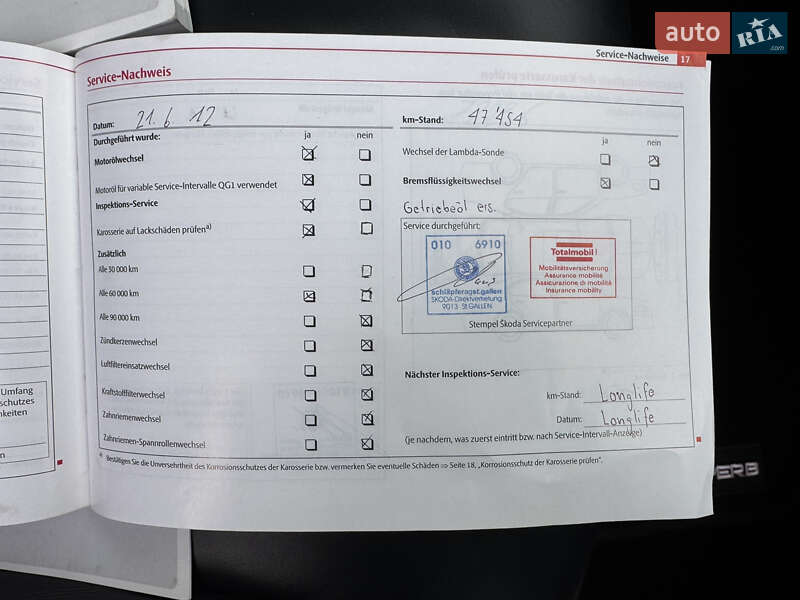 auto RIA .com
Service-Nachweise 17
Service-Nachweis
Datum: 21. 6. 12
Durchgeführt wurde: ja nein
Motorölwechsel
Motoröl für variable Service-Intervalle QG1 verwendet
Inspektions-Service
Karosserie auf Lackschäden prüfen a)
Zusätzlich
Alle 30 000 km
Alle 60 000 km
Alle 90 000 km
Zündkerzenwechsel
Luftfiltereinsatzwechsel
Kraftstofffilterwechsel
Zahnriemenwechsel
Zahnriemen-Spannrollenwechsel
km-Stand: 47'454
ja nein
Wechsel der Lambda-Sonde
Bremsflüssigkeitswechsel
Getriebeöl ers.
Service durchgeführt:
010 6910
schläpferagst.gallen
SKODA-Direktvertretung
9013 St.GALLEN
Totalmobil!
Mobilitätsversicherung
Assurance mobilité
Assicurazione di mobilità
Insurance mobility
Stempel Škoda Servicepartner
Nächster Inspektions-Service:
km-Stand: Longlife
Datum: Longlife
(je nachdem, was zuerst eintritt bzw. nach Service-Intervall-Anzeige)
a) Bestätigen Sie die Unversehrtheit des Korrosionsschutzes der Karosserie bzw. vermerken Sie eventuelle Schäden ⇒ Seite 18, „Korrosionsschutz der Karosserie prüfen".
Umfang
schutzes
hkeiten
n
ERB